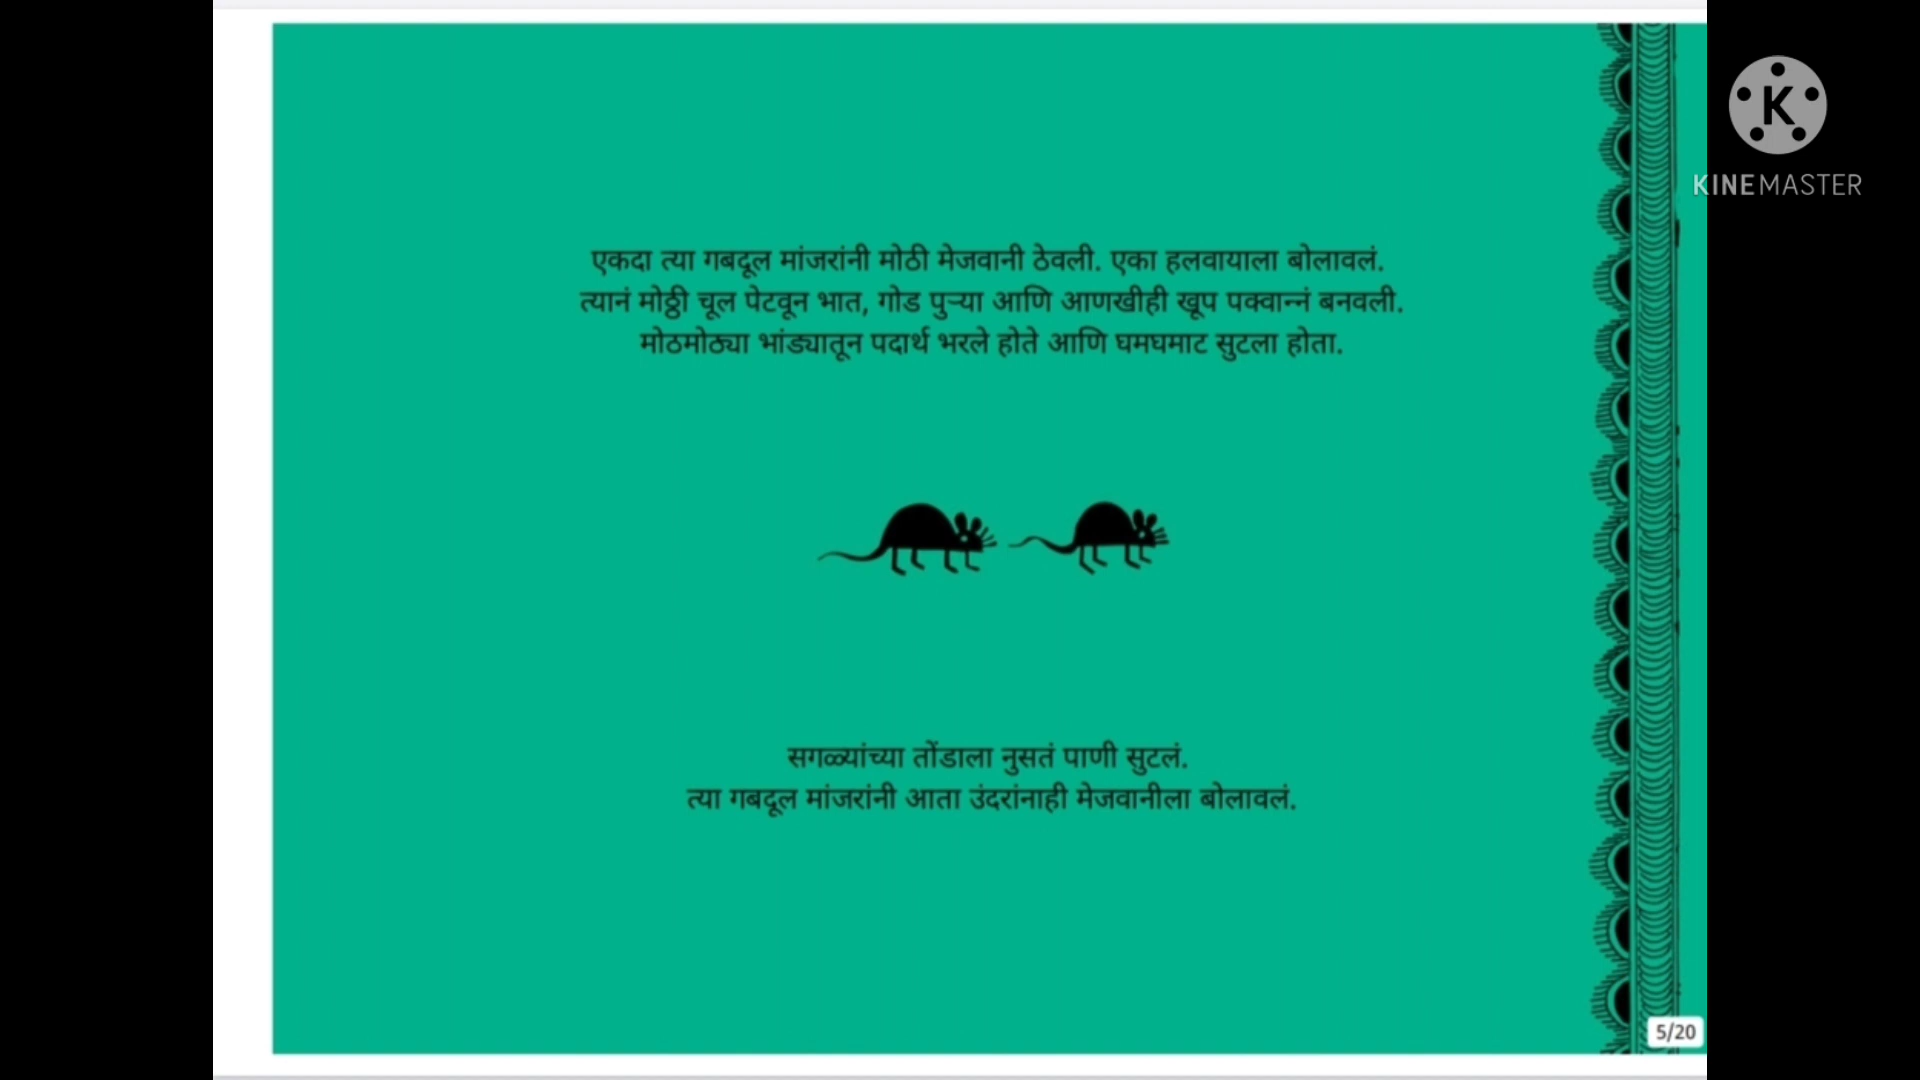 KINEMASTER
एकदा त्या गबदूल मांजरांनी मोठी मेजवानी ठेवली. एका हलवायाला बोलावलं.
त्यानं मोठ्ठी चूल पेटवून भात, गोड पुऱ्या आणि आणखीही खूप पक्वान्नं बनवली.
मोठमोठ्या भांड्यातून पदार्थ भरले होते आणि घमघमाट सुटला होता.
सगळ्यांच्या तोंडाला नुसतं पाणी सुटलं.
त्या गबदूल मांजरांनी आता उंदरांनाही मेजवानीला बोलावलं.
5/20